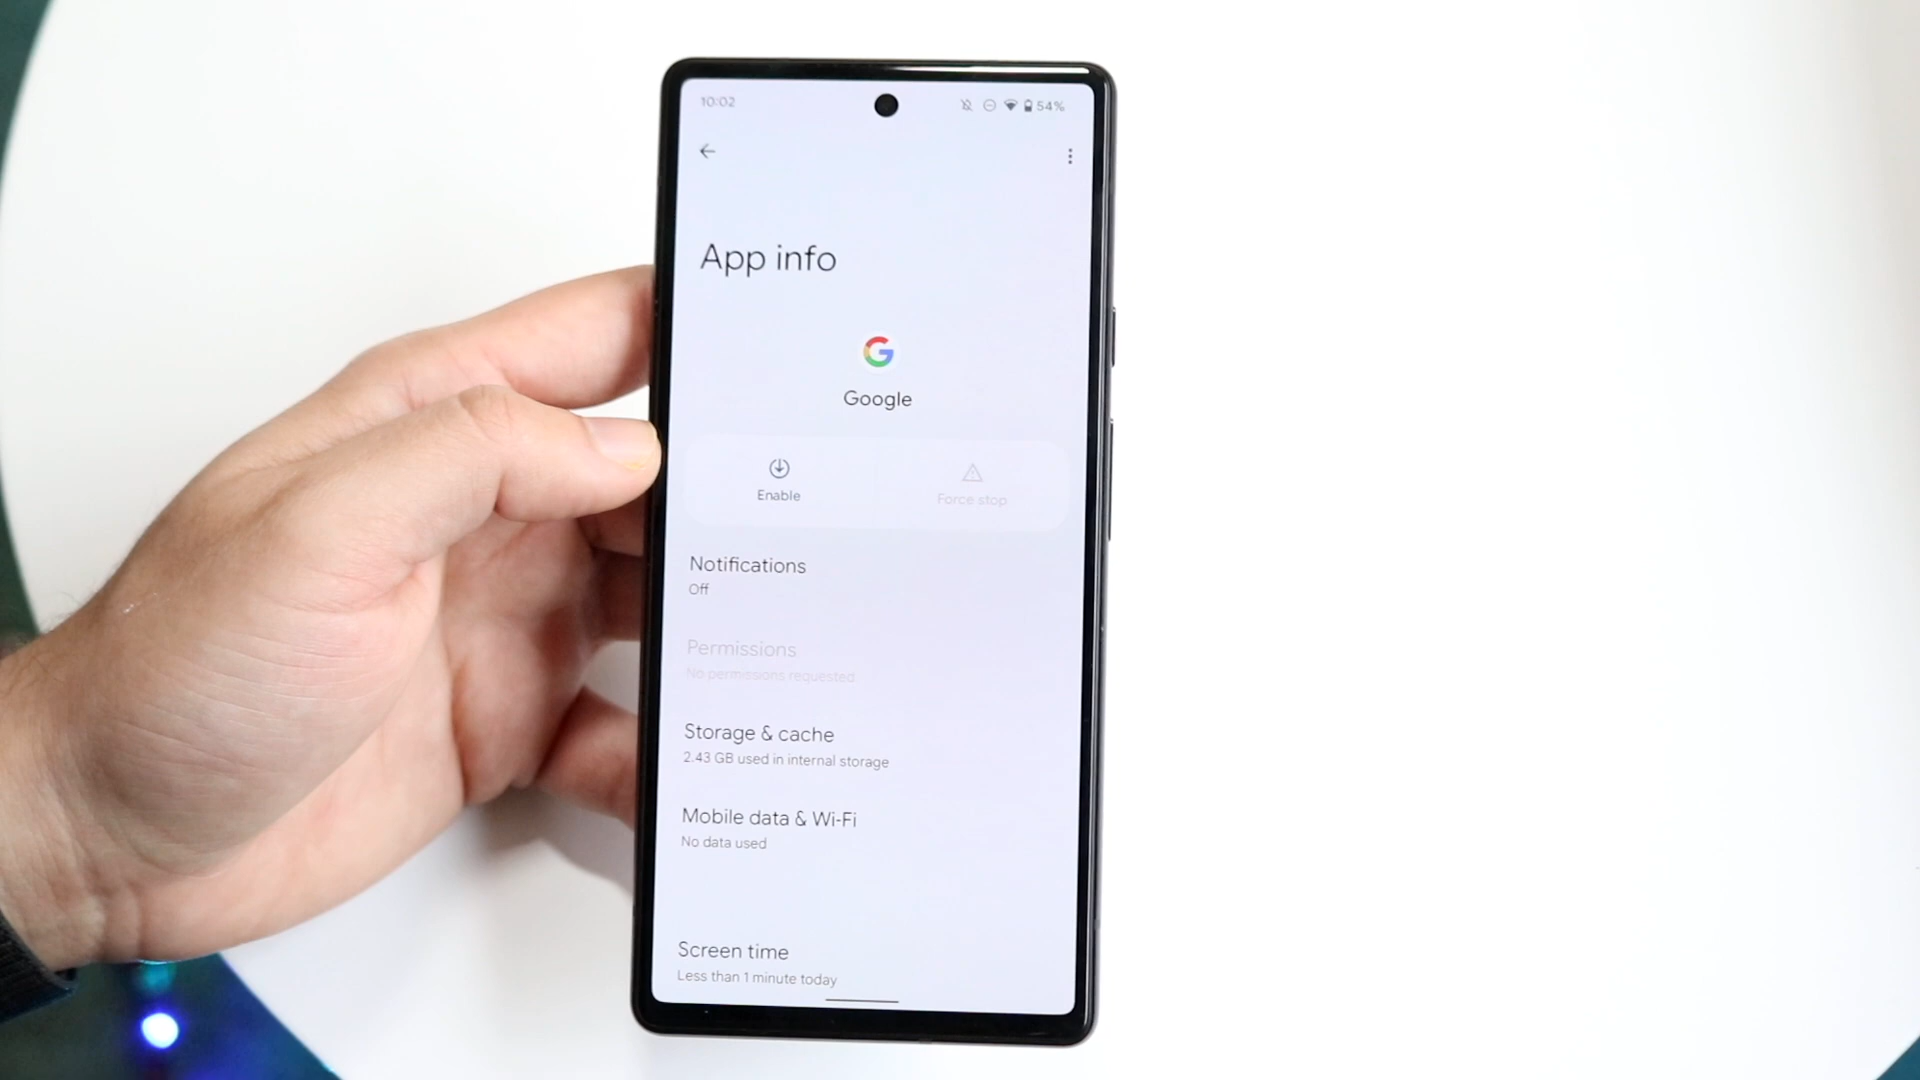 10:02
54%
App info
Google
Enable
Force stop
Notifications
Off
Permissions
No permissions requested
Storage & cache
2.43 GB used in internal storage
Mobile data & Wi-Fi
No data used
Screen time
Less than 1 minute today